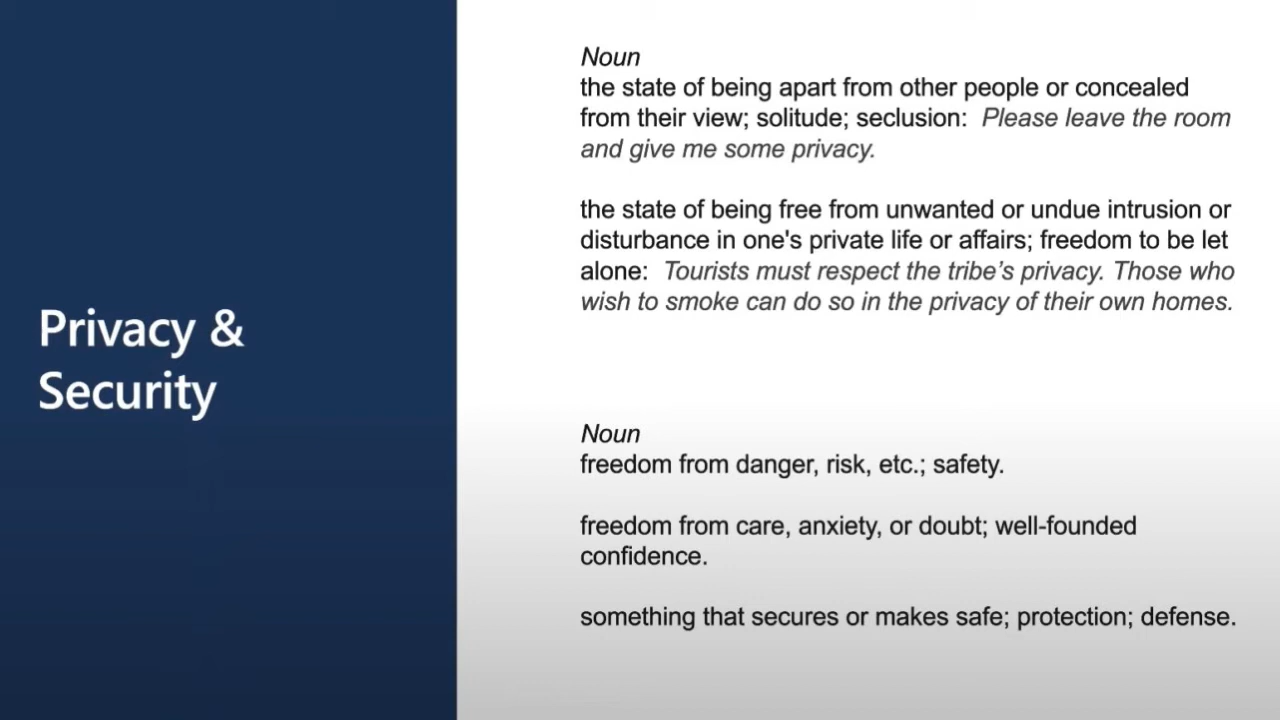 Privacy &
Security
Noun
the state of being apart from other people or concealed
from their view; solitude; seclusion: Please leave the room
and give me some privacy.
the state of being free from unwanted or undue intrusion or
disturbance in one's private life or affairs; freedom to be let
alone: Tourists must respect the tribe’s privacy. Those who
wish to smoke can do so in the privacy of their own homes.
Noun
freedom from danger, risk, etc.; safety.
freedom from care, anxiety, or doubt; well-founded
confidence.
something that secures or makes safe; protection; defense.